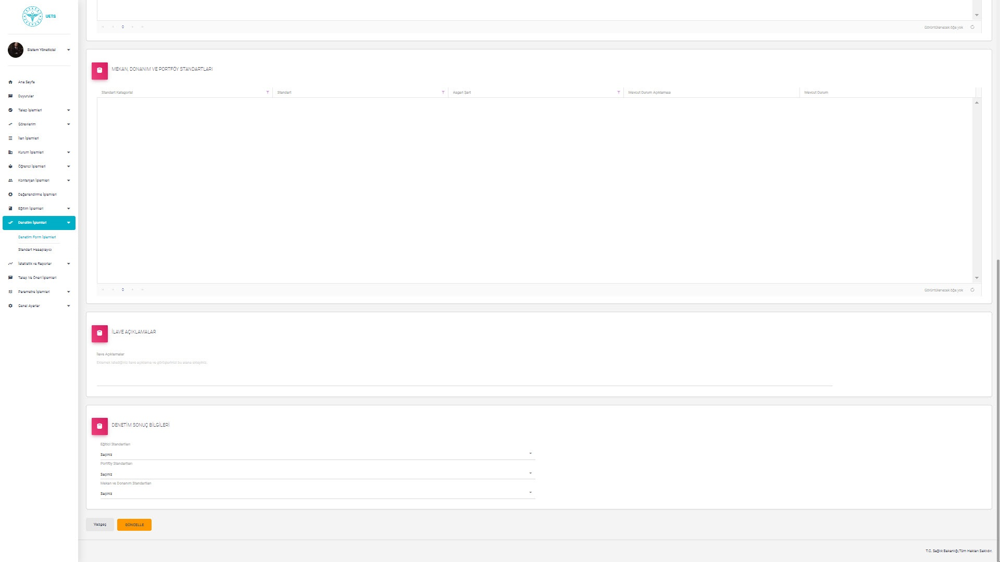 UETS
Sistem Yöneticisi
Ana Sayfa
Duyurular
Talep İşlemleri
Görevlerim
İlan İşlemleri
Kurum İşlemleri
Öğrenci İşlemleri
Kontenjan İşlemleri
Değerlendirme İşlemleri
Eğitim İşlemleri
Denetim İşlemleri
Denetim Form İşlemleri
Standart Hesaplayıcı
İstatistik ve Raporlar
Talep Ve Öneri İşlemleri
Parametre İşlemleri
Genel Ayarlar
0 Görüntülenecek öğe yok
MEKAN, DONANIM VE PORTFÖY STANDARTLARI
Standart Kategorisi Standart Asgari Şart Mevcut Durum Açıklaması Mevcut Durum
0 Görüntülenecek öğe yok
İLAVE AÇIKLAMALAR
İlave Açıklamalar
Eklemek istediğiniz ilave açıklama ve görüşlerinizi bu alana ekleyiniz.
DENETİM SONUÇ BİLGİLERİ
Eğitici Standartları
Seçiniz
Portföy Standartları
Seçiniz
Mekan ve Donanım Standartları
Seçiniz
Vazgeç GÜNCELLE
T.C. Sağlık Bakanlığı,Tüm Hakları Saklıdır.